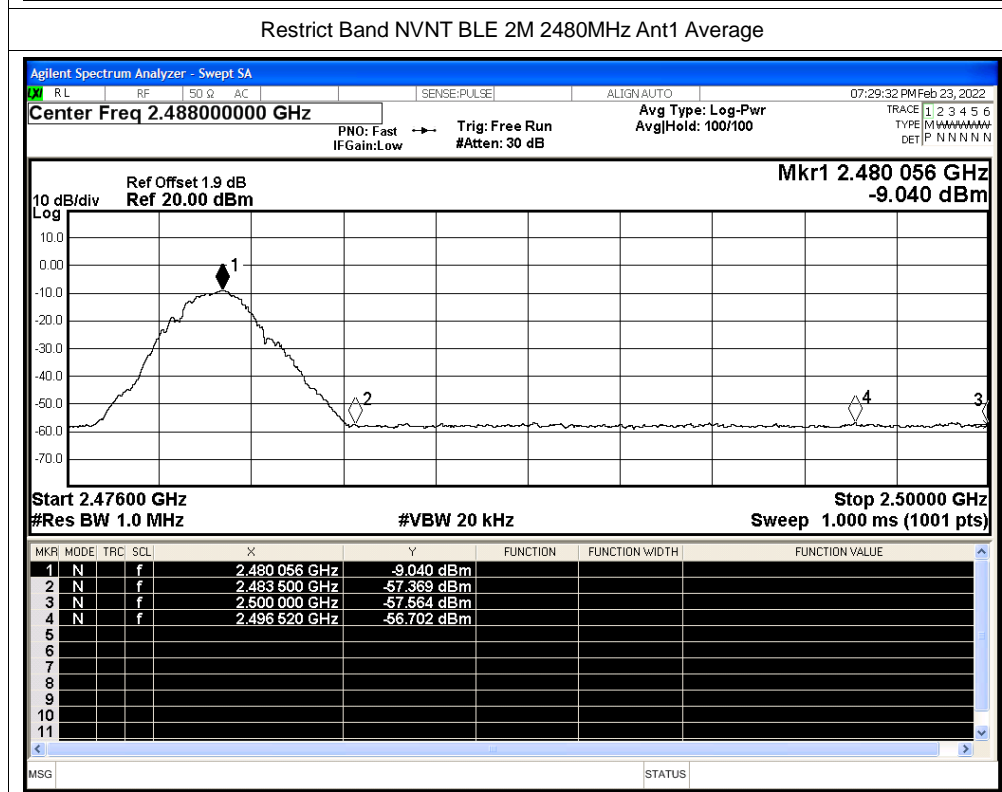 Restrict Band NVNT BLE 2M 2480MHz Ant1 Average
Agilent Spectrum Analyzer - Swept SA
LXI RL RF 50 Ω AC SENSE:PULSE ALIGN AUTO 07:29:32 PM Feb 23, 2022
Center Freq 2.488000000 GHz
PNO: Fast
IFGain:Low
Trig: Free Run
#Atten: 30 dB
Avg Type: Log-Pwr
Avg|Hold: 100/100
TRACE 1 2 3 4 5 6
TYPE M WWWWW
DET P N N N N N
Mkr1 2.480 056 GHz
-9.040 dBm
Ref Offset 1.9 dB
10 dB/div Ref 20.00 dBm
Log
10.0
0.00
-10.0
-20.0
-30.0
-40.0
-50.0
-60.0
-70.0
1
2
4
3
Start 2.47600 GHz Stop 2.50000 GHz
#Res BW 1.0 MHz #VBW 20 kHz Sweep 1.000 ms (1001 pts)
MKR MODE TRC SCL X Y FUNCTION FUNCTION WIDTH FUNCTION VALUE
1 N f 2.480 056 GHz -9.040 dBm
2 N f 2.483 500 GHz -57.369 dBm
3 N f 2.500 000 GHz -57.564 dBm
4 N f 2.496 520 GHz -56.702 dBm
5
6
7
8
9
10
11
MSG STATUS